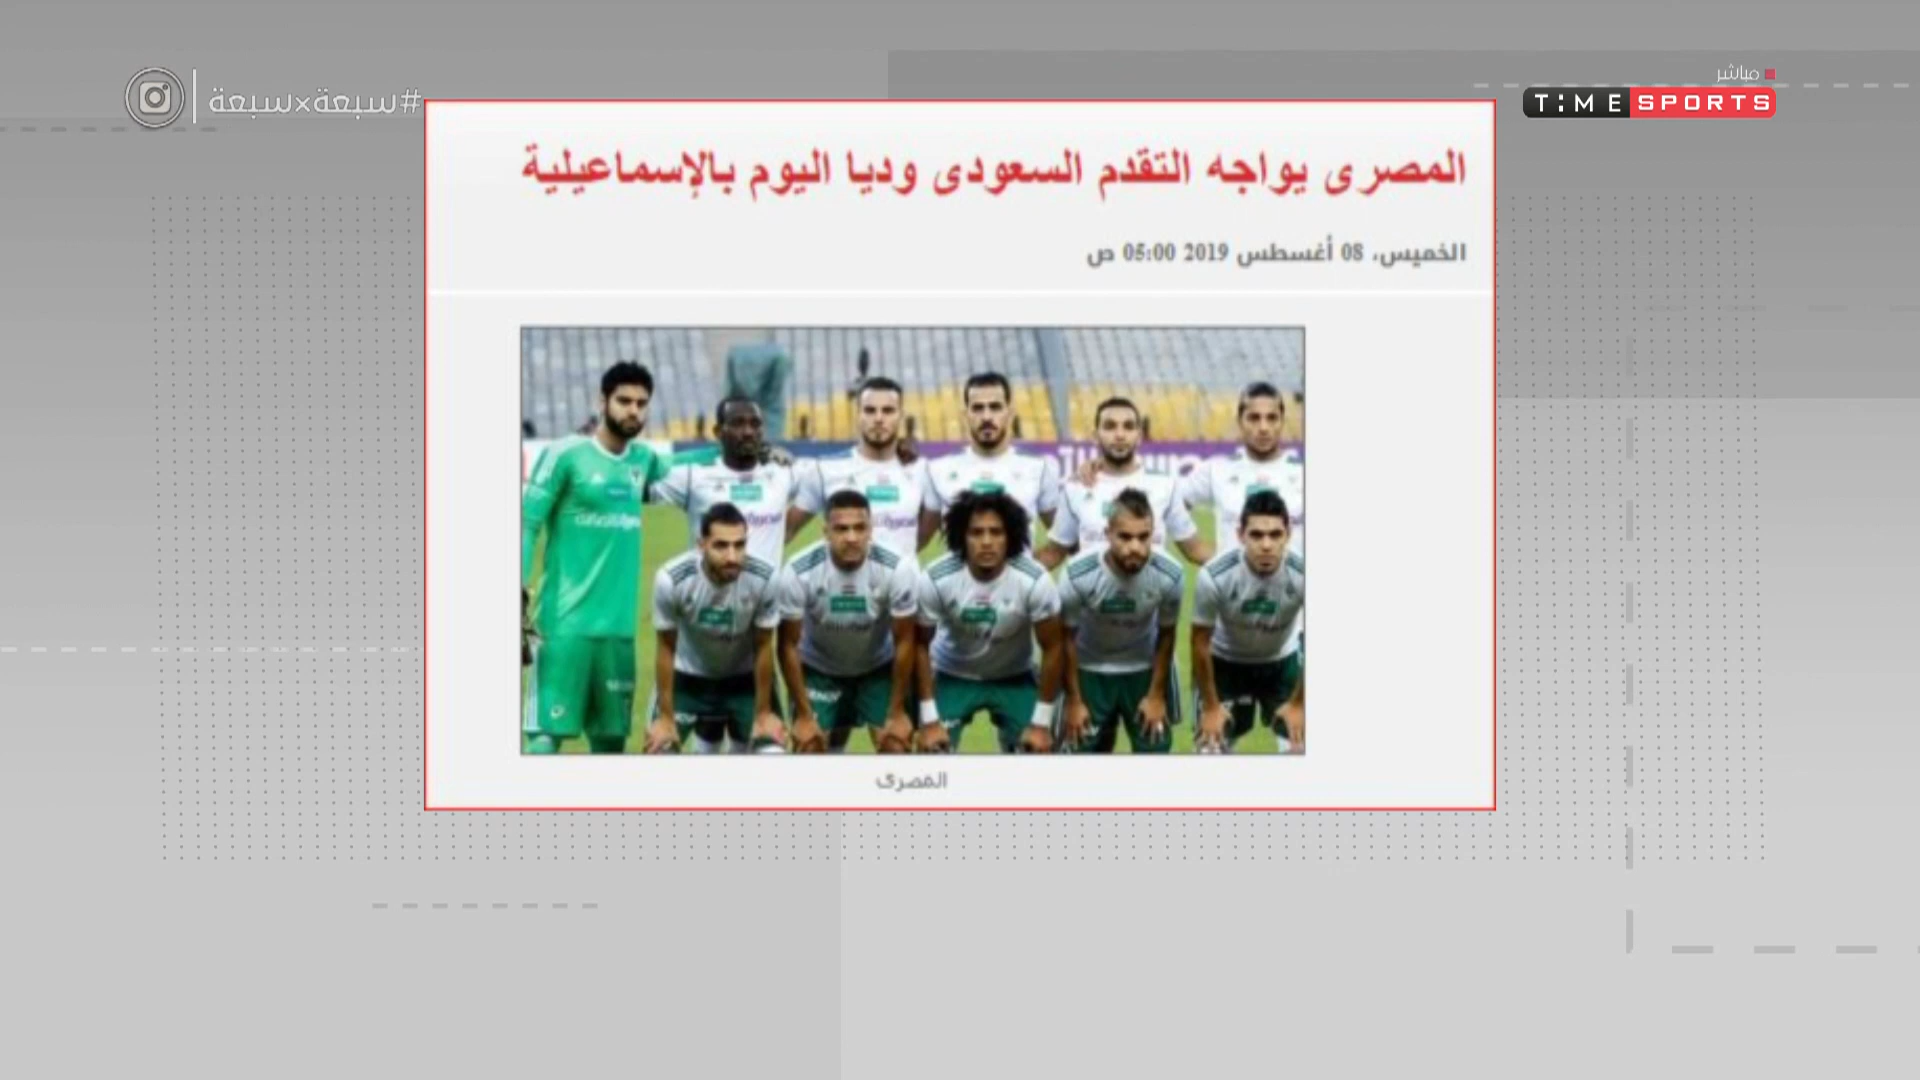 #سبعة×سبعة
مباشر
TIME SPORTS
المصرى يواجه التقدم السعودى وديا اليوم بالإسماعيلية
الخميس، 08 أغسطس 2019 05:00 ص
المصرى